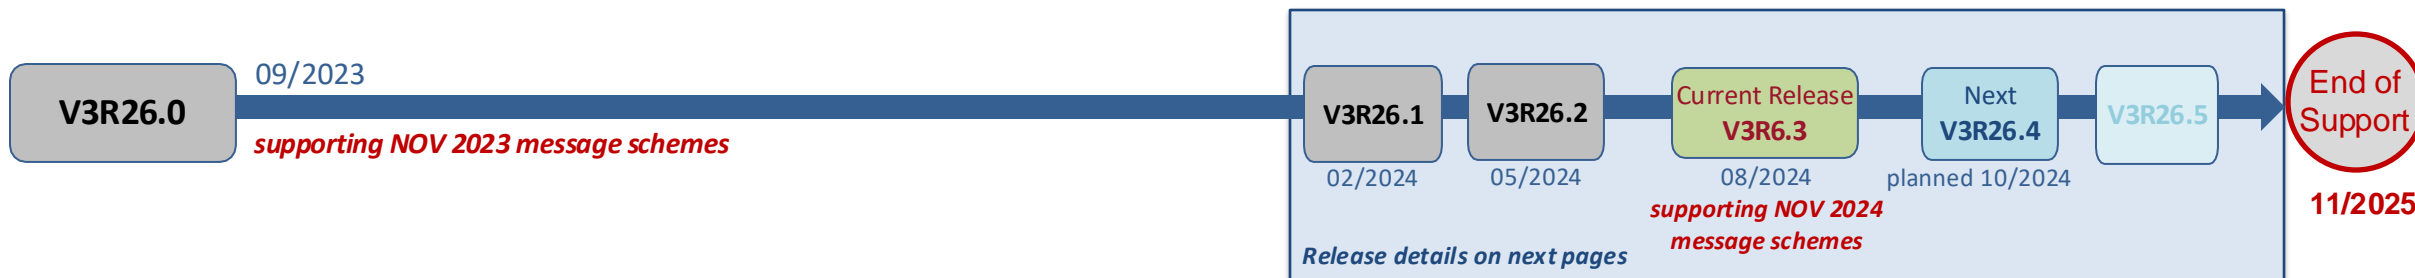 V3R26.0
09/2023
supporting NOV 2023 message schemes
V3R26.1
02/2024
V3R26.2
05/2024
Current Release
V3R6.3
08/2024
supporting NOV 2024
message schemes
Next
V3R26.4
planned 10/2024
V3R26.5
Release details on next pages
End of
Support
11/2025